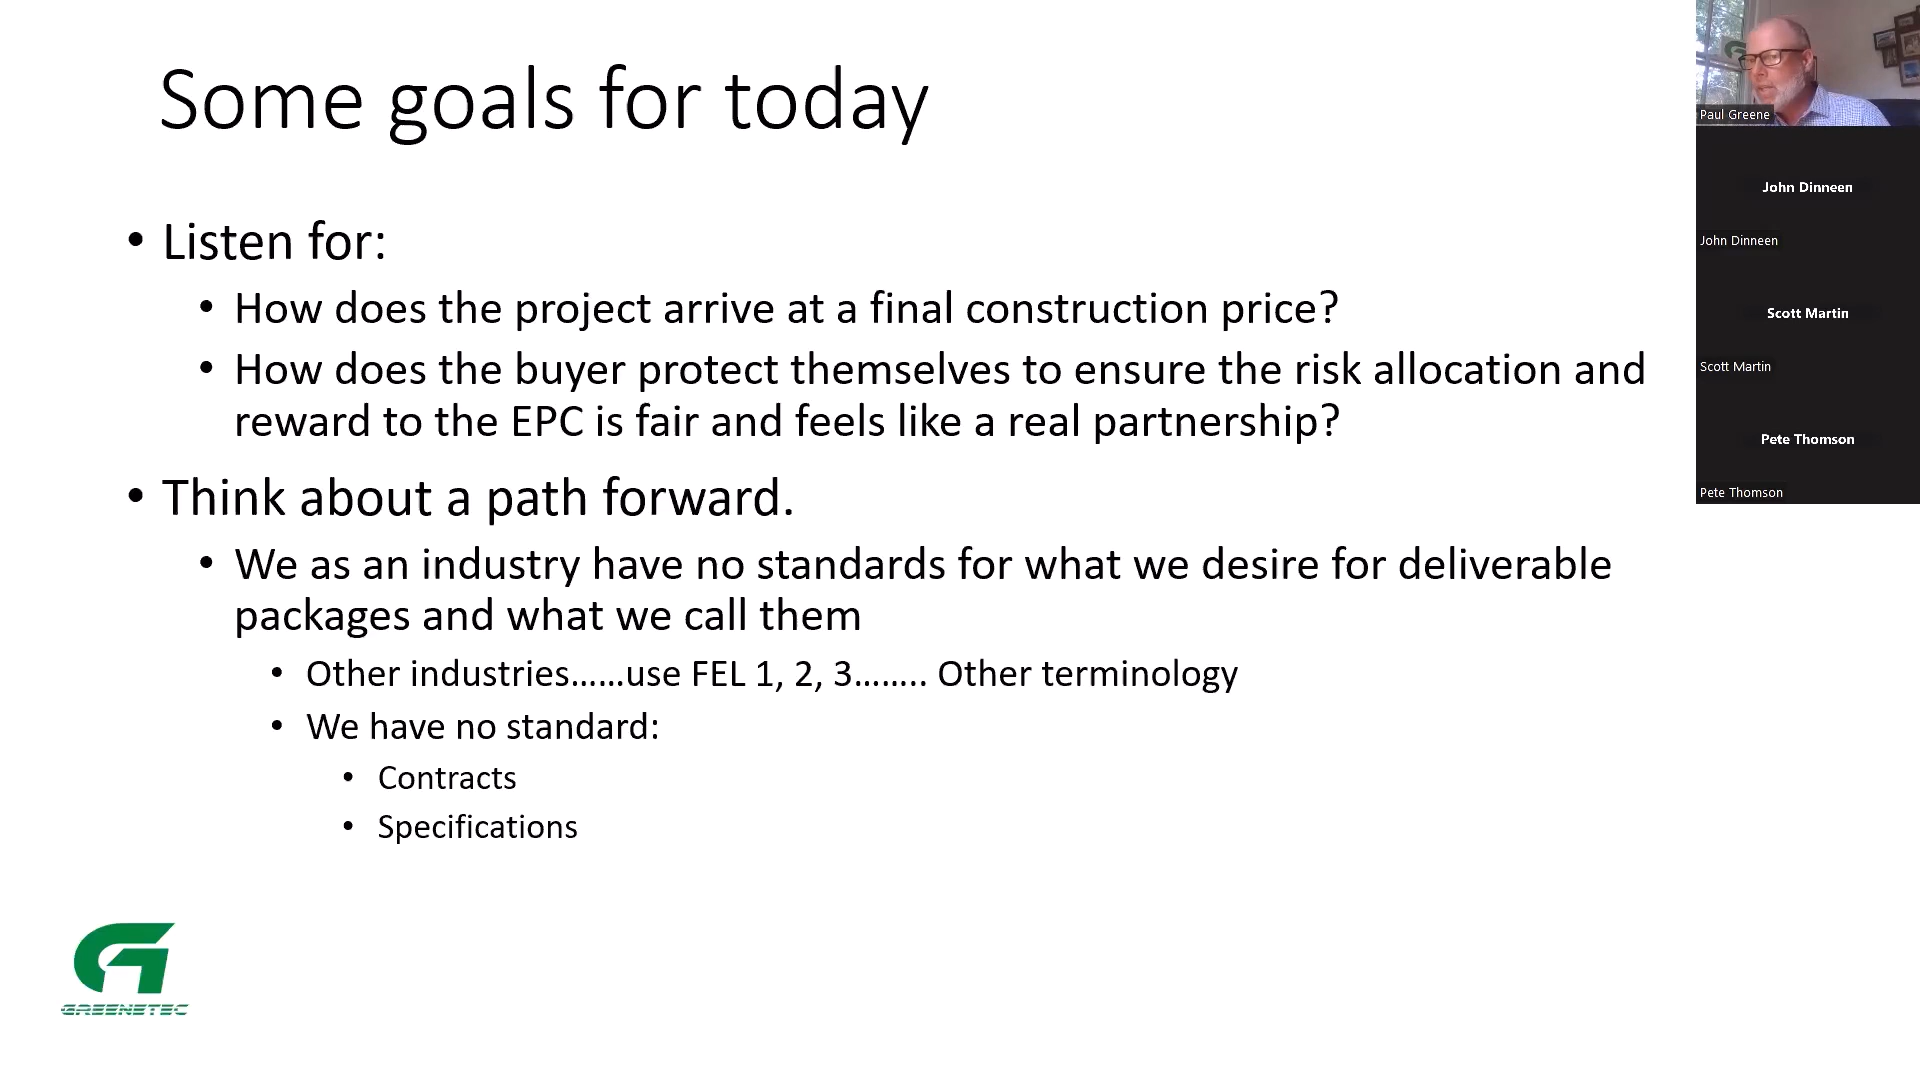 Some goals for today
• Listen for:
• How does the project arrive at a final construction price?
• How does the buyer protect themselves to ensure the risk allocation and
reward to the EPC is fair and feels like a real partnership?
• Think about a path forward.
• We as an industry have no standards for what we desire for deliverable
packages and what we call them
• Other industries……use FEL 1, 2, 3…….. Other terminology
• We have no standard:
• Contracts
• Specifications
GREENETEC
Paul Greene
John Dinneen
John Dinneen
Scott Martin
Scott Martin
Pete Thomson
Pete Thomson